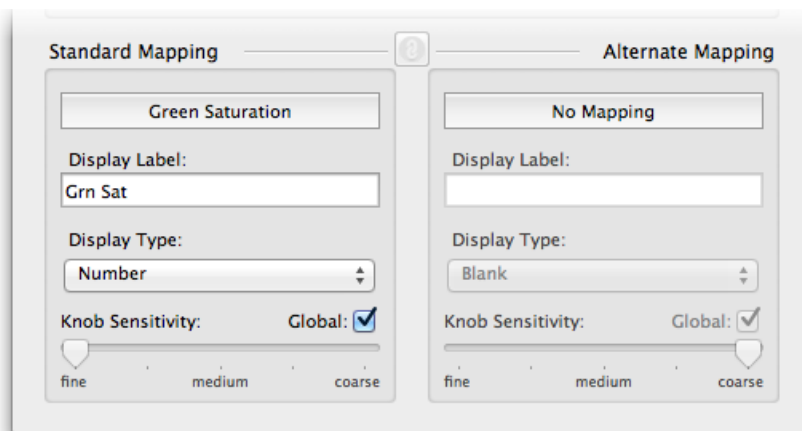 Standard Mapping
Alternate Mapping
Green Saturation
Display Label:
Grn Sat
Display Type:
Number
Knob Sensitivity: Global:
fine medium coarse
No Mapping
Display Label:
Display Type:
Blank
Knob Sensitivity: Global:
fine medium coarse